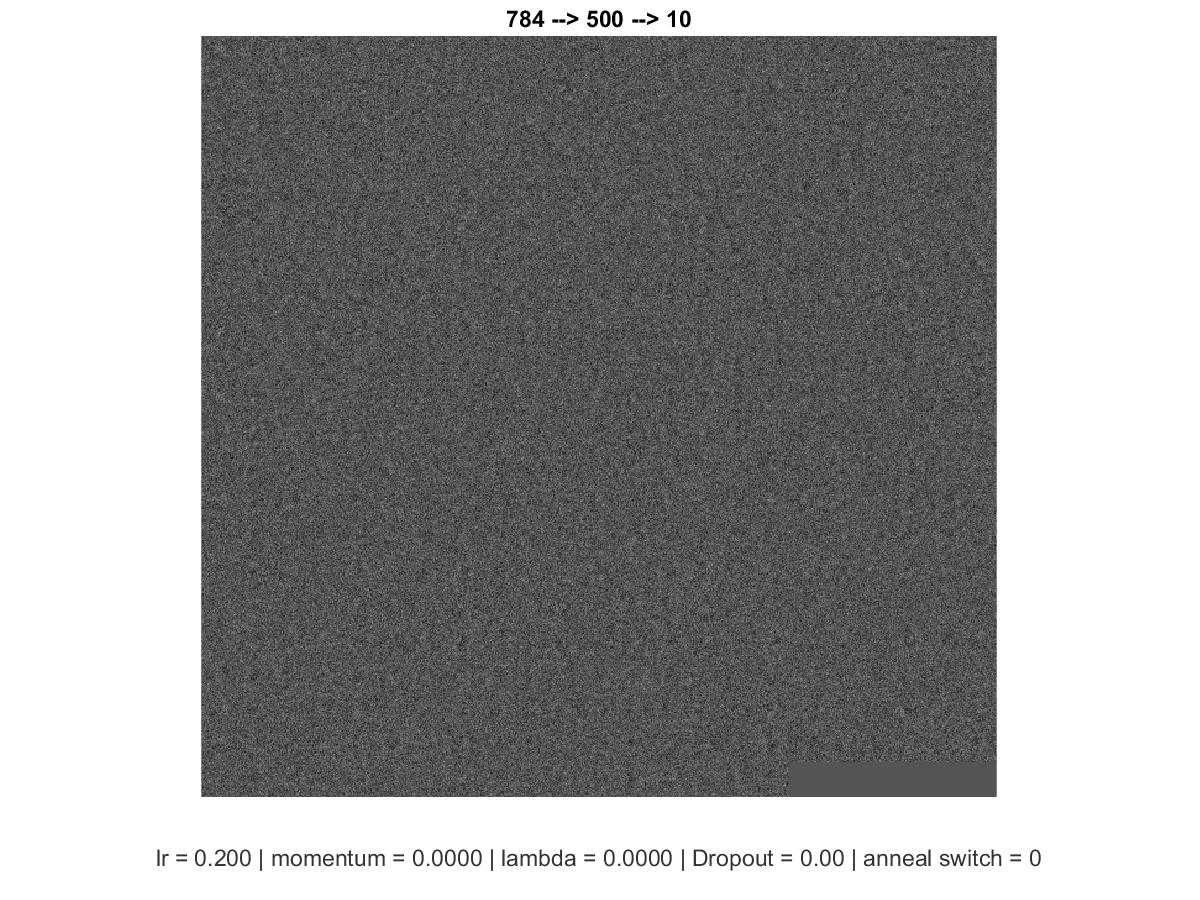 784 --> 500 --> 10
lr = 0.200 | momentum = 0.0000 | lambda = 0.0000 | Dropout = 0.00 | anneal switch = 0